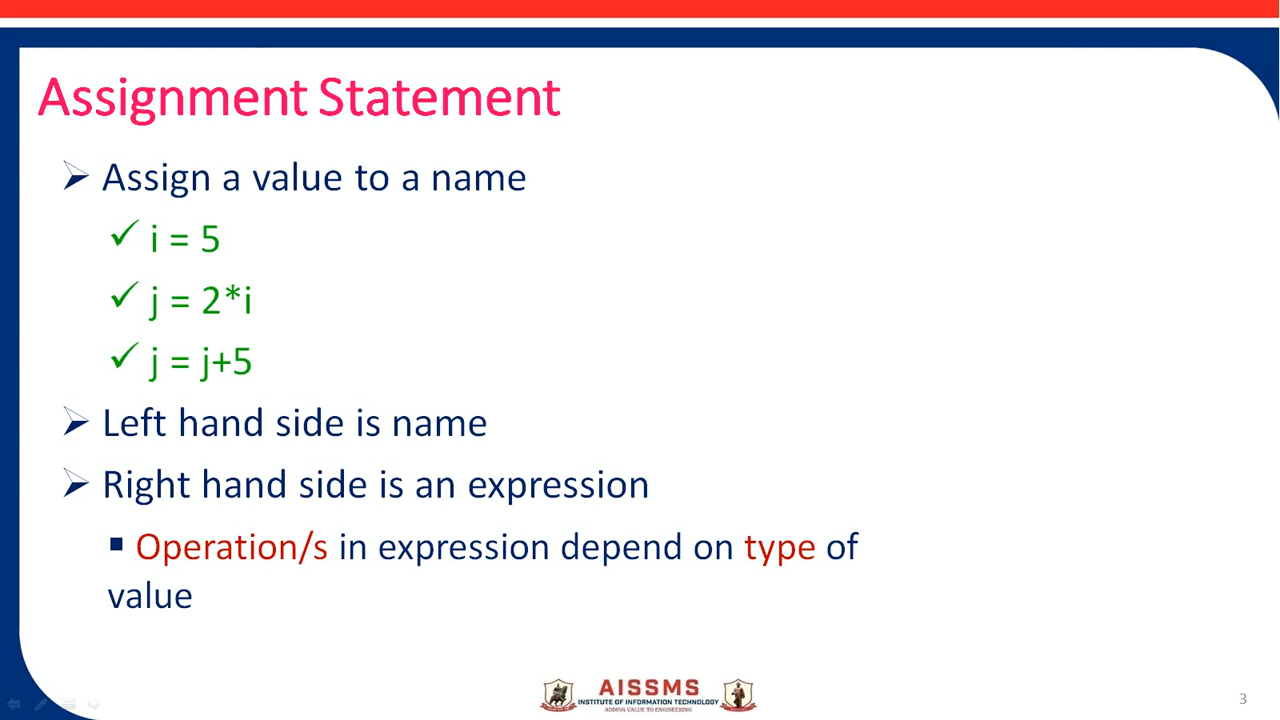 Assignment Statement
Assign a value to a name
i = 5
j = 2*i
j = j+5
Left hand side is name
Right hand side is an expression
Operation/s in expression depend on type of
value
AISSMS
INSTITUTE OF INFORMATION TECHNOLOGY
ADDING VALUE TO ENGINEERING
3